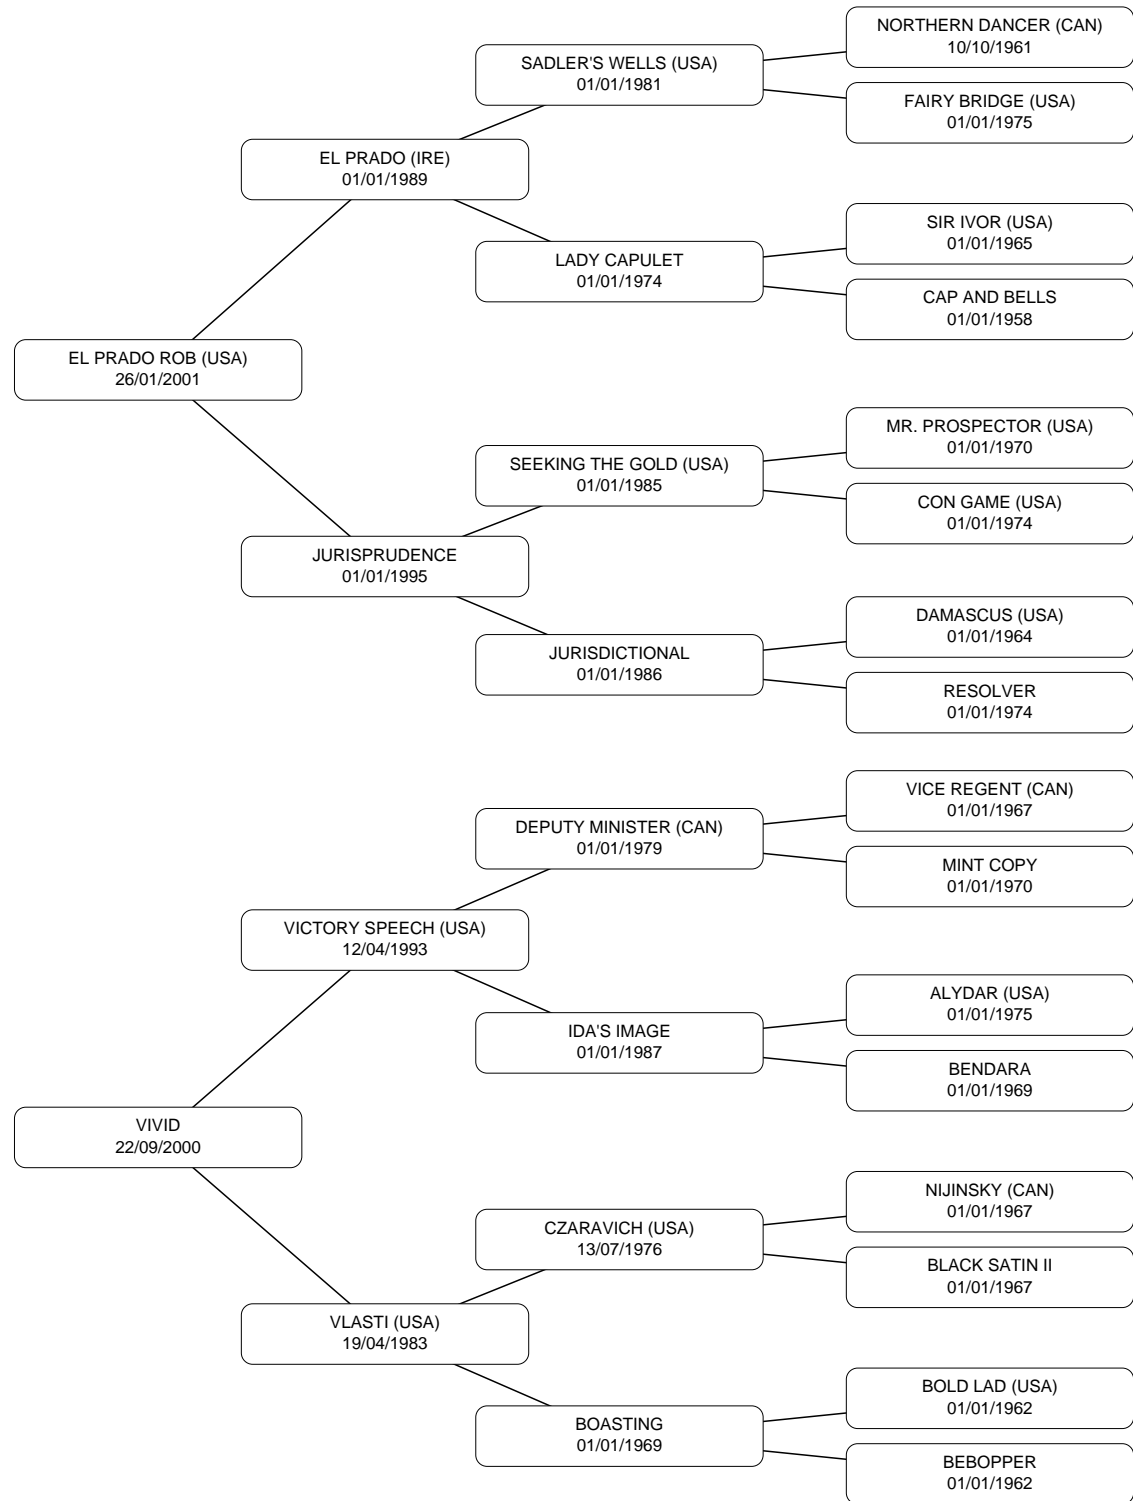 NORTHERN DANCER (CAN)
10/10/1961
SADLER'S WELLS (USA)
01/01/1981
FAIRY BRIDGE (USA)
01/01/1975
EL PRADO (IRE)
01/01/1989
SIR IVOR (USA)
01/01/1965
LADY CAPULET
01/01/1974
CAP AND BELLS
01/01/1958
EL PRADO ROB (USA)
26/01/2001
MR. PROSPECTOR (USA)
01/01/1970
SEEKING THE GOLD (USA)
01/01/1985
CON GAME (USA)
01/01/1974
JURISPRUDENCE
01/01/1995
DAMASCUS (USA)
01/01/1964
JURISDICTIONAL
01/01/1986
RESOLVER
01/01/1974
VICE REGENT (CAN)
01/01/1967
DEPUTY MINISTER (CAN)
01/01/1979
MINT COPY
01/01/1970
VICTORY SPEECH (USA)
12/04/1993
ALYDAR (USA)
01/01/1975
IDA'S IMAGE
01/01/1987
BENDARA
01/01/1969
VIVID
22/09/2000
NIJINSKY (CAN)
01/01/1967
CZARAVICH (USA)
13/07/1976
BLACK SATIN II
01/01/1967
VLASTI (USA)
19/04/1983
BOLD LAD (USA)
01/01/1962
BOASTING
01/01/1969
BEBOPPER
01/01/1962